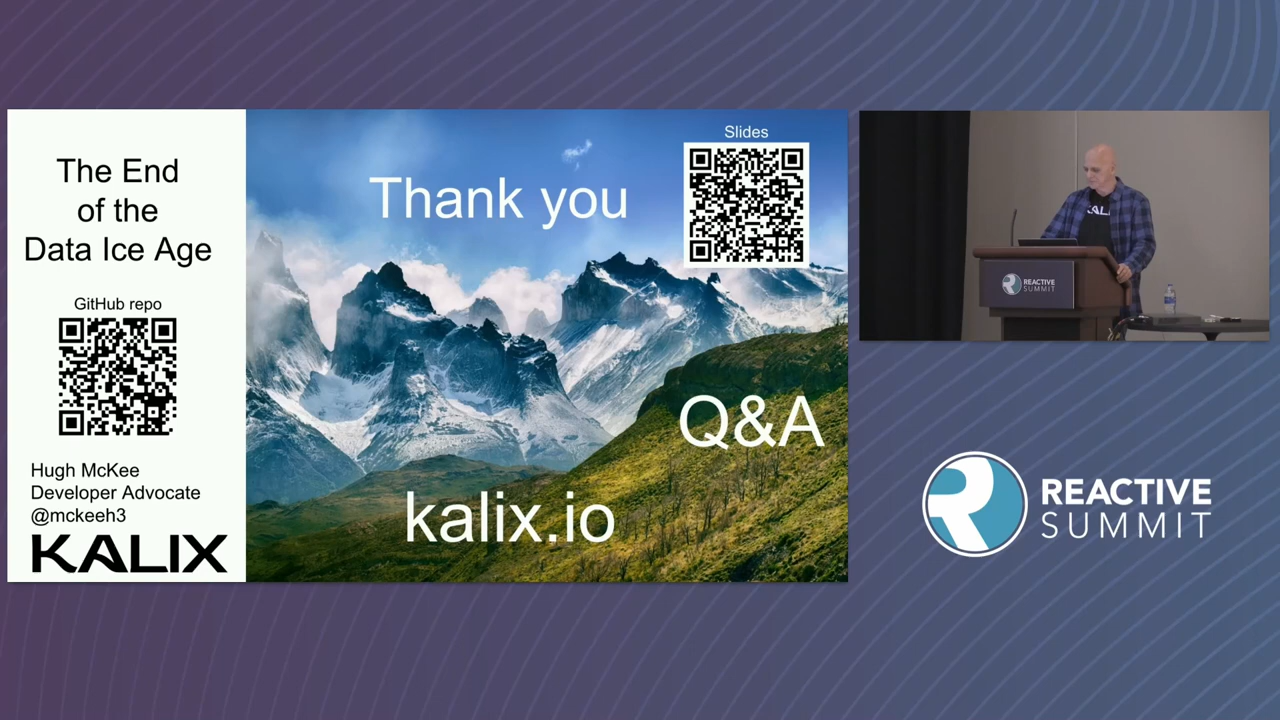 The End
of the
Data Ice Age
GitHub repo
Hugh McKee
Developer Advocate
@mckeeh3
KALIX
Slides
Thank you
Q&A
kalix.io
KALI
REACTIVE
SUMMIT
REACTIVE
SUMMIT